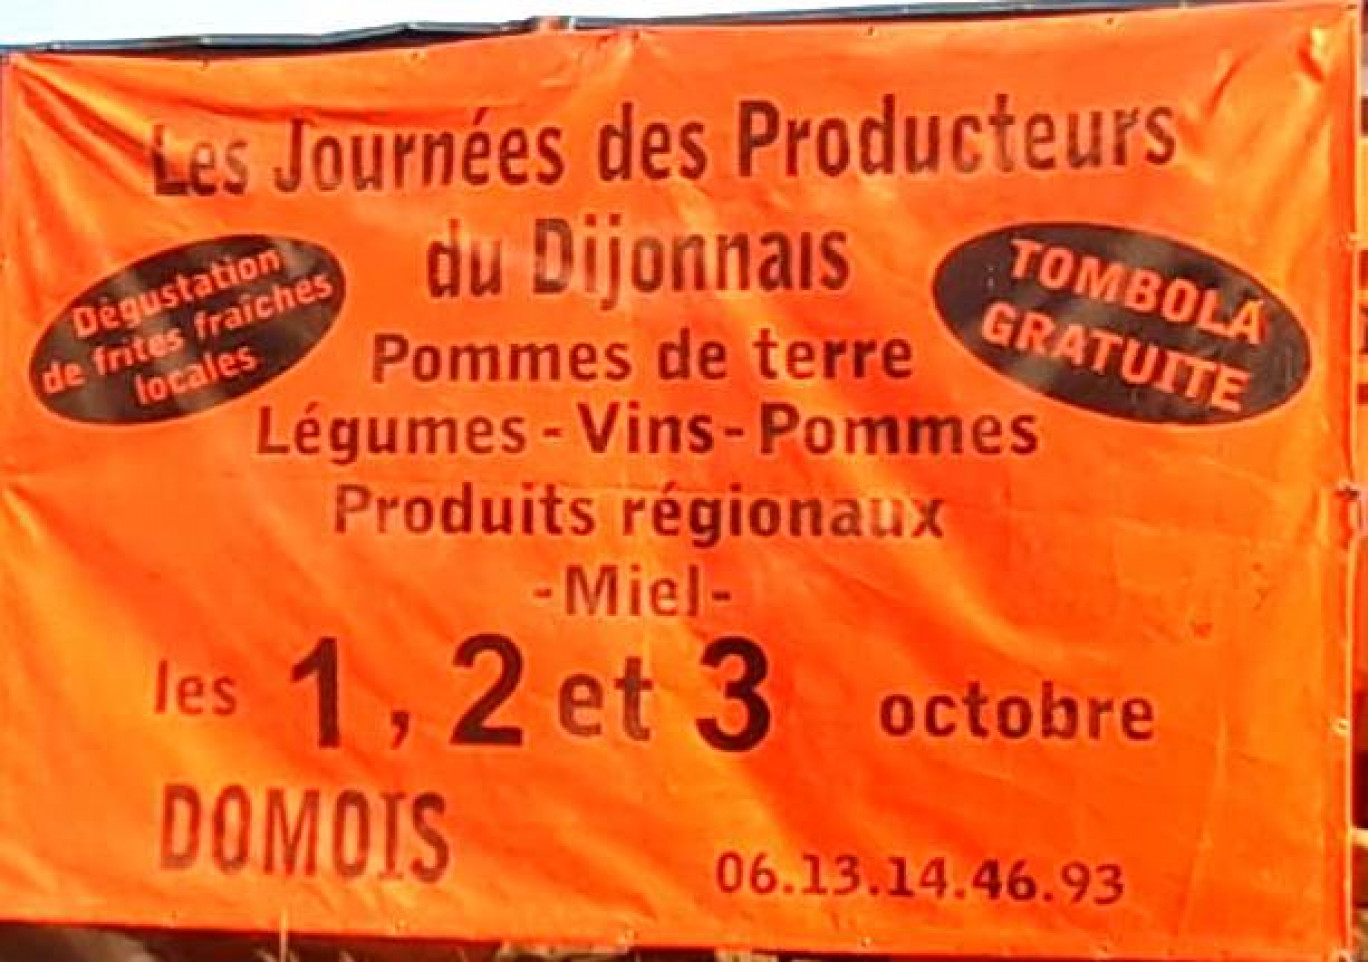 Les Journées des Producteurs
du Dijonnais
Dégustation
de frites fraîches
locales
TOMBOLA
GRATUITE
Pommes de terre
Légumes - Vins - Pommes
Produits régionaux
- Miel -
les 1, 2 et 3 octobre
DOMOIS
06.13.14.46.93